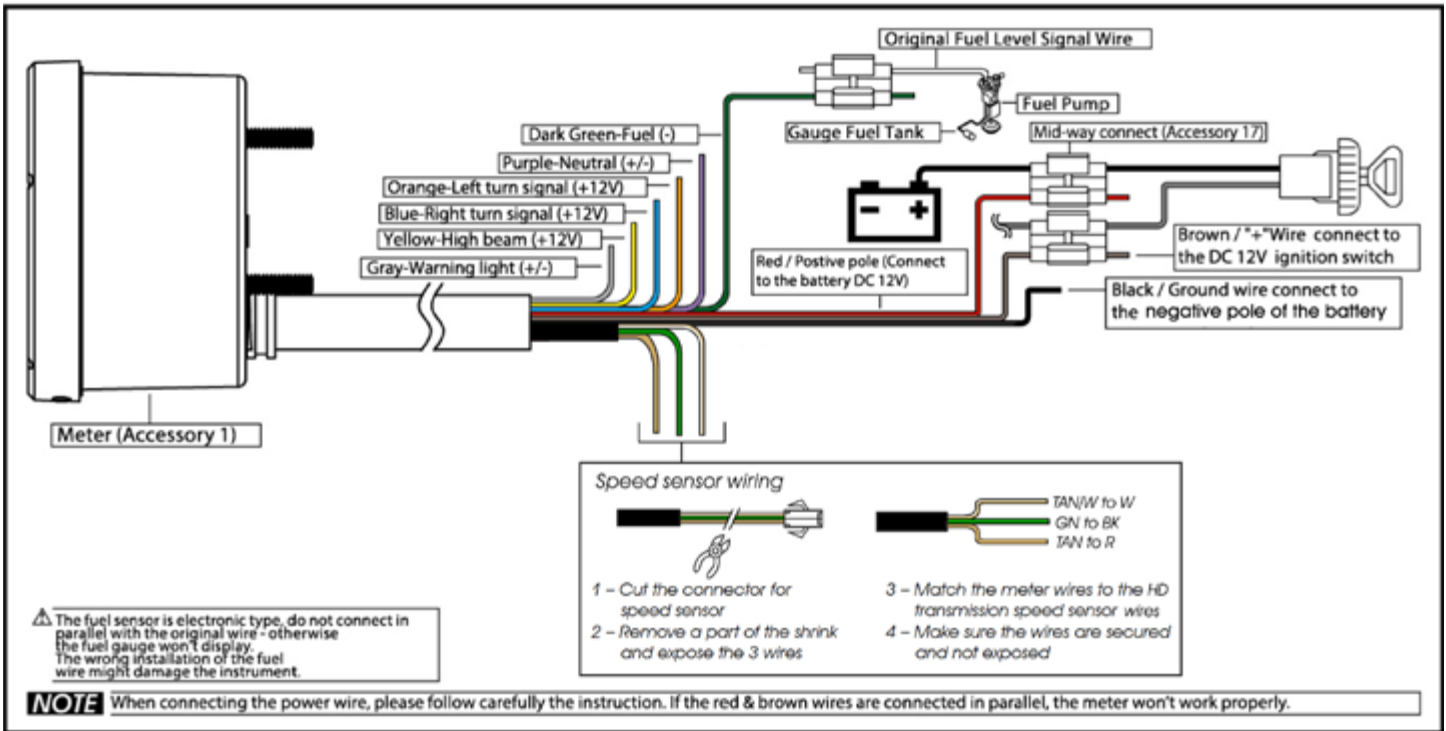 Original Fuel Level Signal Wire
Fuel Pump
Gauge Fuel Tank
Mid-way connect (Accessory 17)
Dark Green-Fuel (-)
Purple-Neutral (+/-)
Orange-Left turn signal (+12V)
Blue-Right turn signal (+12V)
Yellow-High beam (+12V)
Gray-Warning light (+/-)
- +
Red / Postive pole (Connect
to the battery DC 12V)
Brown / "+"Wire connect to
the DC 12V ignition switch
Black / Ground wire connect to
the negative pole of the battery
Meter (Accessory 1)
Speed sensor wiring
TAN/W to W
GN to BK
TAN to R
1 – Cut the connector for
speed sensor
2 – Remove a part of the shrink
and expose the 3 wires
3 – Match the meter wires to the HD
transmission speed sensor wires
4 – Make sure the wires are secured
and not exposed
⚠ The fuel sensor is electronic type, do not connect in
parallel with the original wire - otherwise
the fuel gauge won't display.
The wrong installation of the fuel
wire might damage the instrument.
NOTE When connecting the power wire, please follow carefully the instruction. If the red & brown wires are connected in parallel, the meter won't work properly.